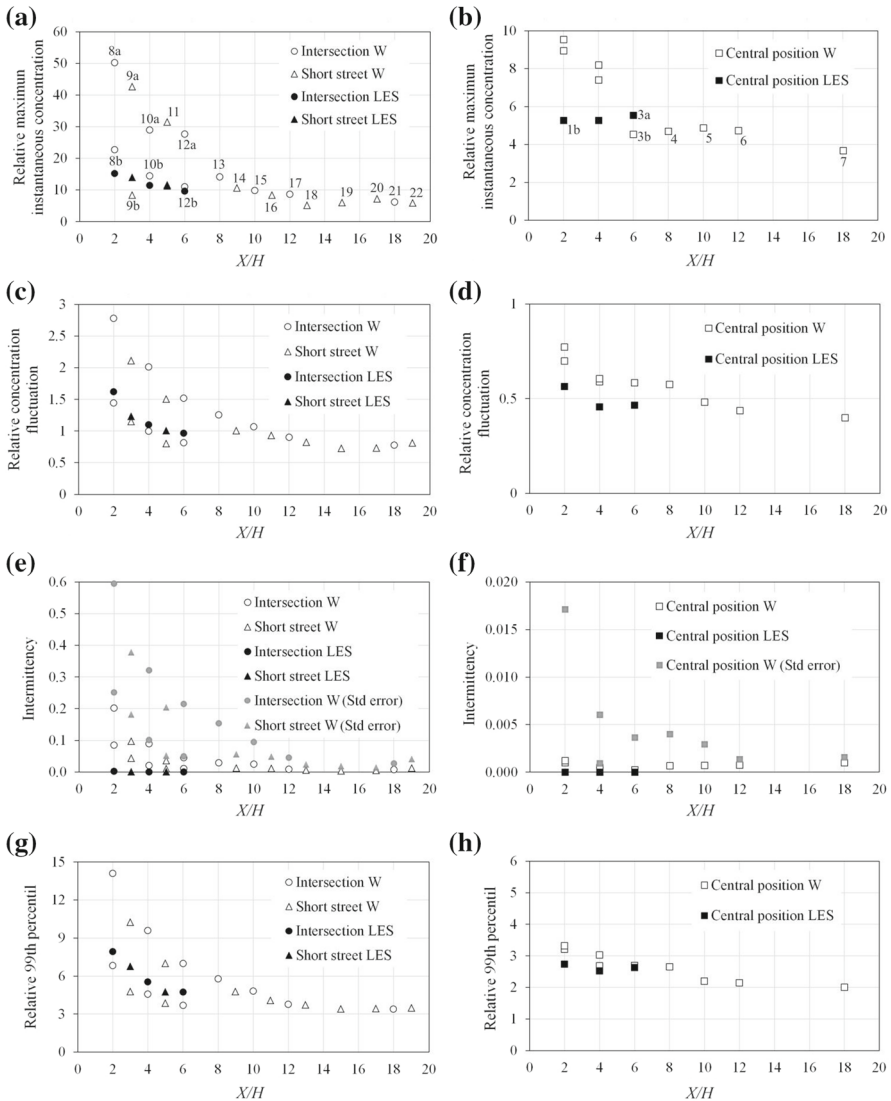 (a)
Relative maximun
instantaneous concentration
60
50
40
30
20
10
0
8a
9a
10a
11
12a
8b
9b
10b
12b
13
14
15
16
17
18
19
20
21
22
Intersection W
Short street W
Intersection LES
Short street LES
0 2 4 6 8 10 12 14 16 18 20
X/H
(b)
Relative maximun
instantaneous concentration
10
8
6
4
2
0
Central position W
Central position LES
1b
3a
3b
4
5
6
7
0 2 4 6 8 10 12 14 16 18 20
X/H
(c)
Relative concentration
fluctuation
3
2.5
2
1.5
1
0.5
0
Intersection W
Short street W
Intersection LES
Short street LES
0 2 4 6 8 10 12 14 16 18 20
X/H
(d)
Relative concentration
fluctuation
1
0.5
0
Central position W
Central position LES
0 2 4 6 8 10 12 14 16 18 20
X/H
(e)
Intermittency
0.6
0.5
0.4
0.3
0.2
0.1
0.0
Intersection W
Short street W
Intersection LES
Short street LES
Intersection W (Std error)
Short street W (Std error)
0 2 4 6 8 10 12 14 16 18 20
X/H
(f)
Intermittency
0.020
0.015
0.010
0.005
0.000
Central position W
Central position LES
Central position W (Std error)
0 2 4 6 8 10 12 14 16 18 20
X/H
(g)
Relative 99th percentil
15
12
9
6
3
0
Intersection W
Short street W
Intersection LES
Short street LES
0 2 4 6 8 10 12 14 16 18 20
X/H
(h)
Relative 99th percentil
6
5
4
3
2
1
0
Central position W
Central position LES
0 2 4 6 8 10 12 14 16 18 20
X/H